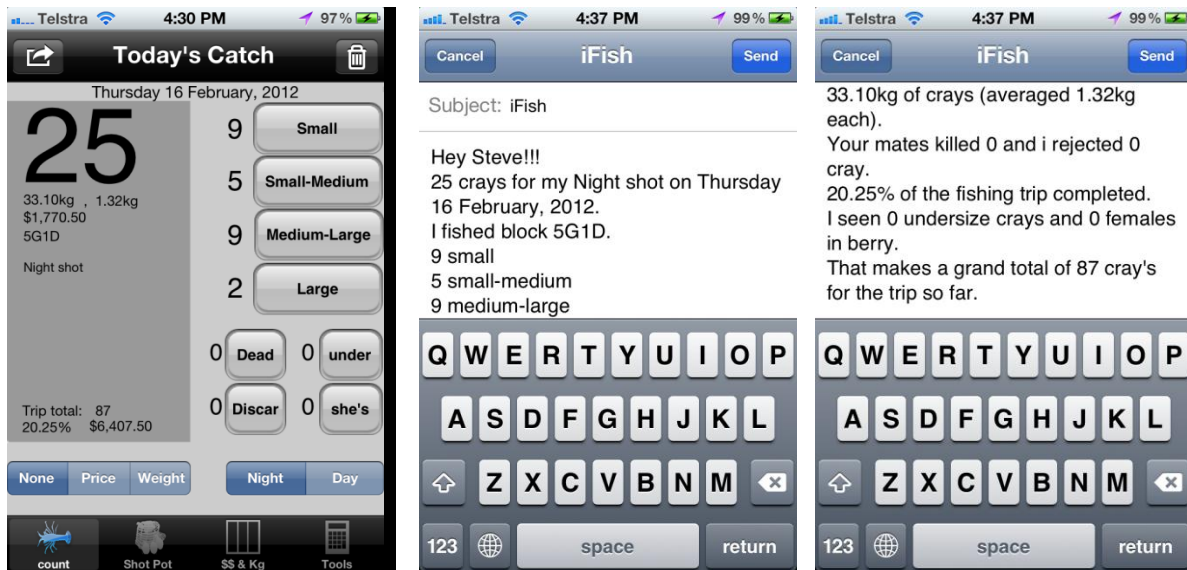 Telstra 4:30 PM 97%
Today's Catch
Thursday 16 February, 2012
25
33.10kg , 1.32kg
$1,770.50
5G1D
Night shot
9 Small
5 Small-Medium
9 Medium-Large
2 Large
0 Dead 0 under
0 Discar 0 she's
Trip total: 87
20.25% $6,407.50
None Price Weight Night Day
count Shot Pot $$ & Kg Tools
Telstra 4:37 PM 99%
Cancel iFish Send
Subject: iFish
Hey Steve!!!
25 crays for my Night shot on Thursday
16 February, 2012.
I fished block 5G1D.
9 small
5 small-medium
9 medium-large
Q W E R T Y U I O P
A S D F G H J K L
Z X C V B N M
123 space return
Telstra 4:37 PM 99%
Cancel iFish Send
33.10kg of crays (averaged 1.32kg
each).
Your mates killed 0 and i rejected 0
cray.
20.25% of the fishing trip completed.
I seen 0 undersize crays and 0 females
in berry.
That makes a grand total of 87 cray's
for the trip so far.
Q W E R T Y U I O P
A S D F G H J K L
Z X C V B N M
123 space return